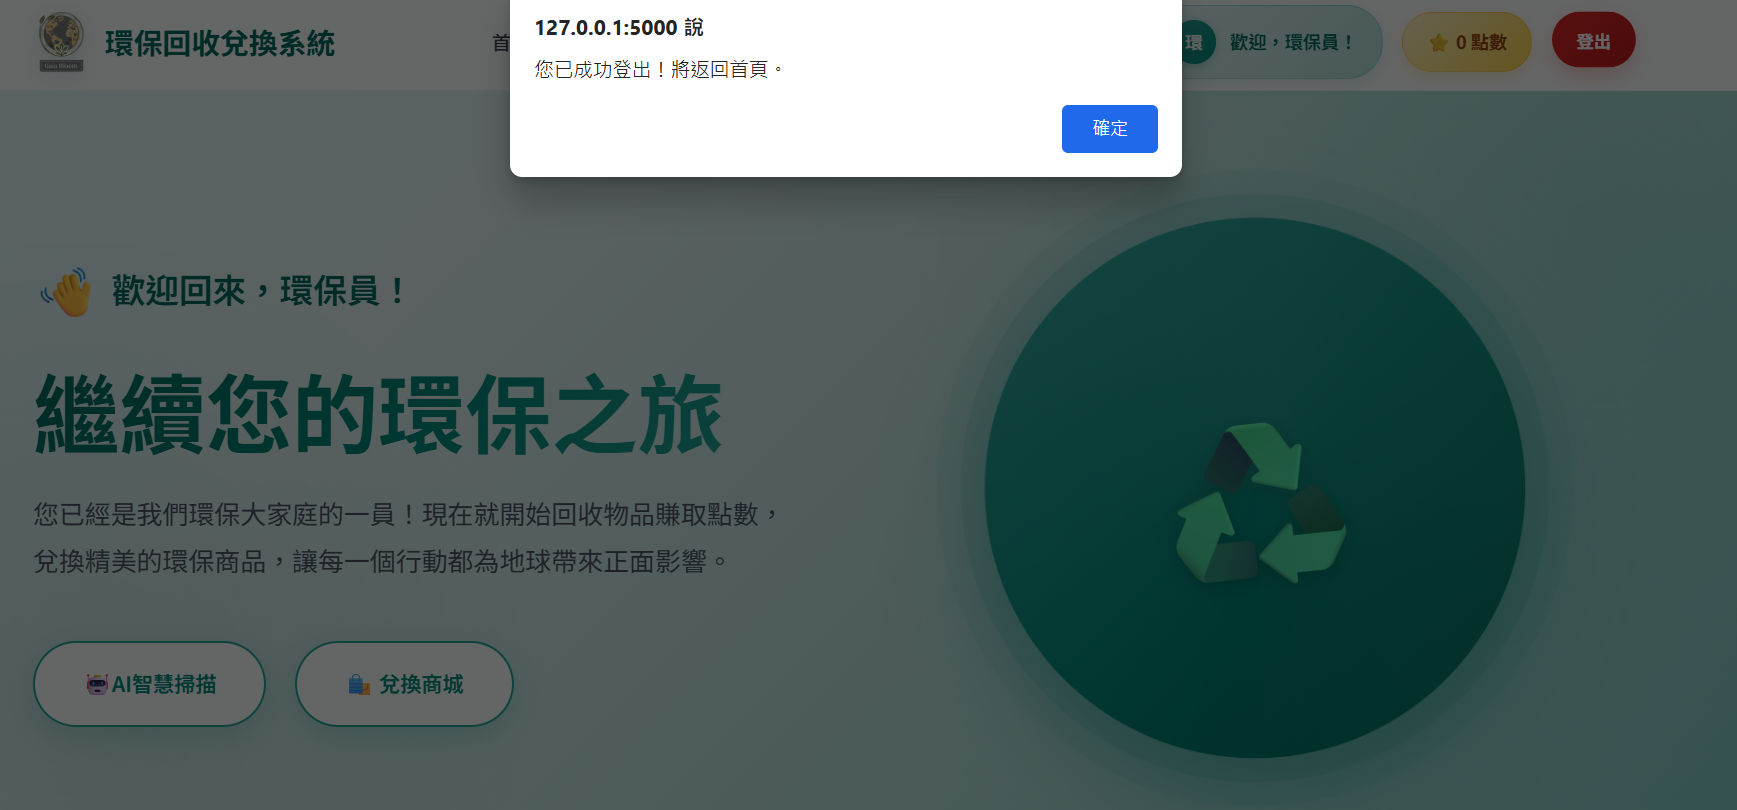 環保回收兌換系統
首
127.0.0.1:5000 說
您已成功登出！將返回首頁。
確定
環
歡迎，環保員！
0 點數
登出
歡迎回來，環保員！
繼續您的環保之旅
您已經是我們環保大家庭的一員！現在就開始回收物品賺取點數，
兌換精美的環保商品，讓每一個行動都為地球帶來正面影響。
AI智慧掃描
兌換商城